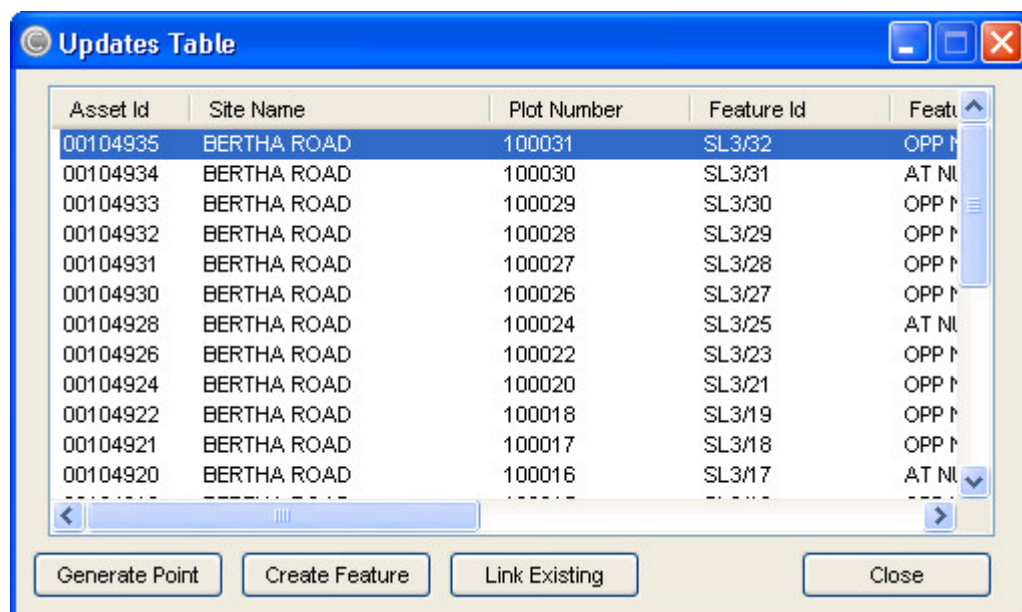 Updates Table
Asset Id Site Name Plot Number Feature Id
00104935 BERTHA ROAD 100031 SL3/32 OPP
00104934 BERTHA ROAD 100030 SL3/31 AT
00104933 BERTHA ROAD 100029 SL3/30 OPP
00104932 BERTHA ROAD 100028 SL3/29 OPP
00104931 BERTHA ROAD 100027 SL3/28 OPP
00104930 BERTHA ROAD 100026 SL3/27 OPP
00104928 BERTHA ROAD 100024 SL3/25 AT
00104926 BERTHA ROAD 100022 SL3/23 OPP
00104924 BERTHA ROAD 100020 SL3/21 OPP
00104922 BERTHA ROAD 100018 SL3/19 OPP
00104921 BERTHA ROAD 100017 SL3/18 OPP
00104920 BERTHA ROAD 100016 SL3/17 AT
Generate Point Create Feature Link Existing Close